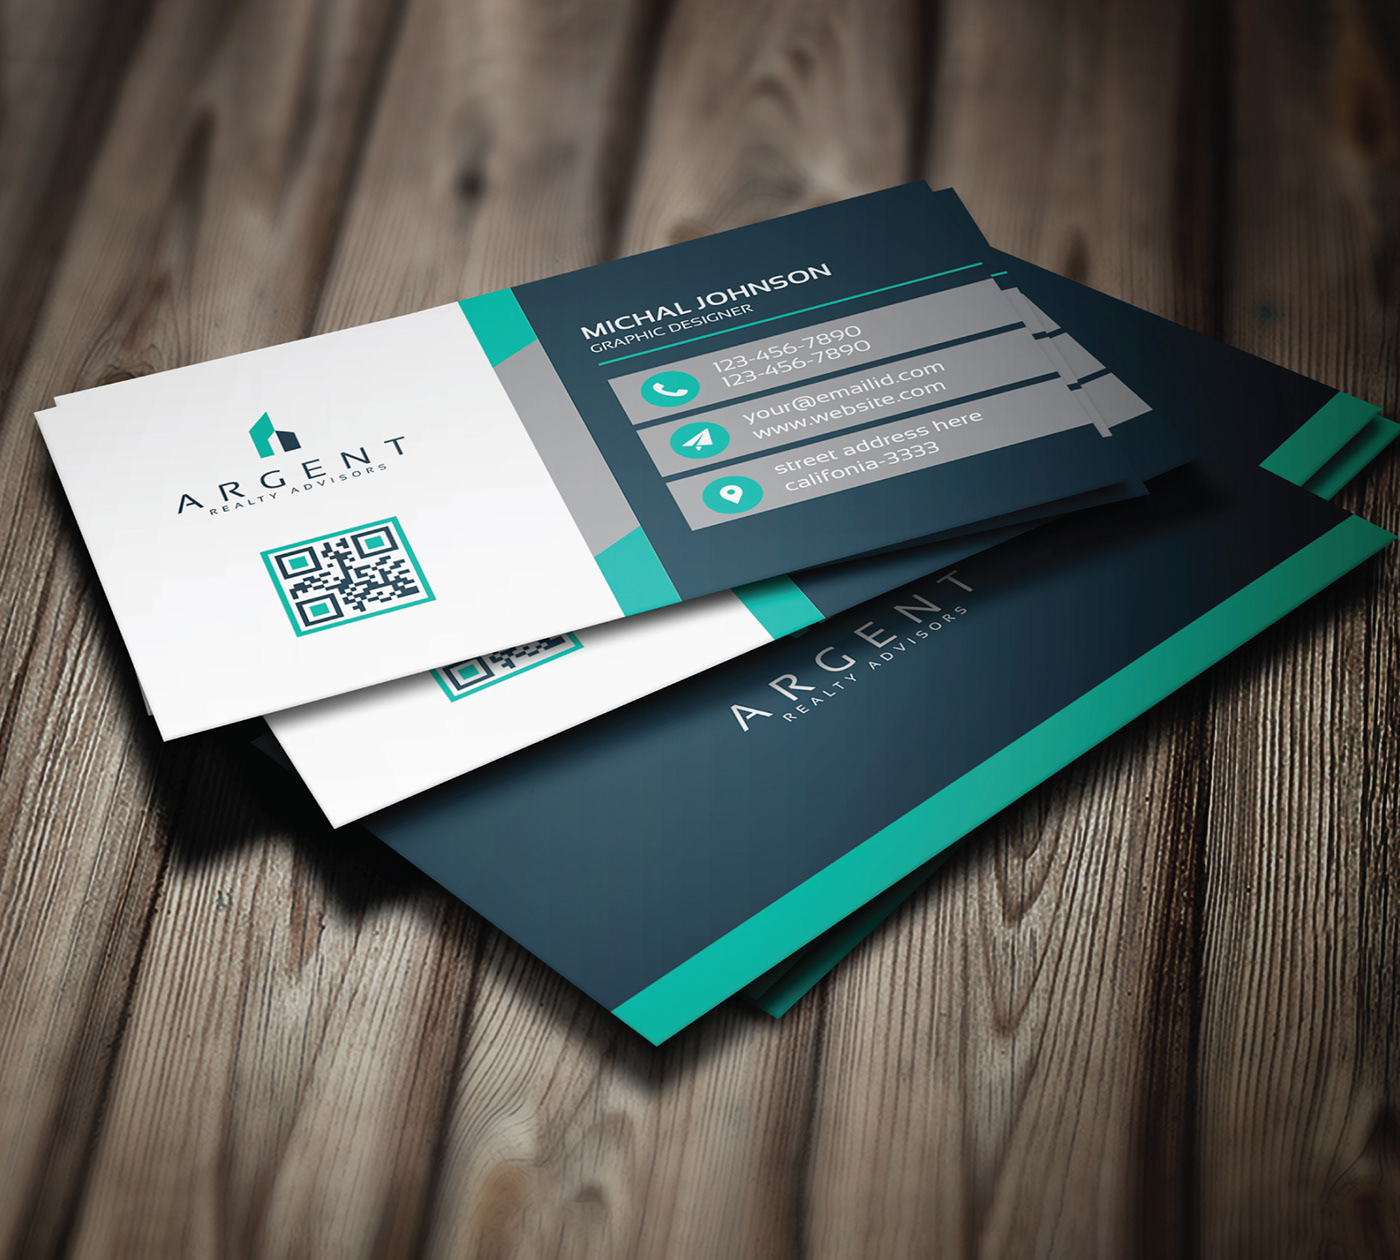 ARGENT
REALTY ADVISORS
MICHAL JOHNSON
GRAPHIC DESIGNER
123-456-7890
123-456-7890
your@emailid.com
www.website.com
street address here
califonia-3333
ARGENT
REALTY ADVISORS